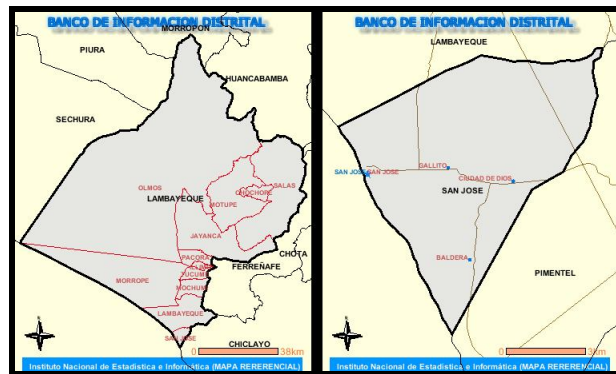 BANCO DE INFORMACION DISTRITAL
MORROPON
PIURA
HUANCABAMBA
SECHURA
OLMOS
SALAS
CHOCHOPE
LAMBAYEQUE
MOTUPE
JAYANCA
PACORA
CHOTA
FERREÑAFE
TUCUME
MORROPE
MOCHUMI
LAMBAYEQUE
SAN JOSE
CHICLAYO
0 38km
Instituto Nacional de Estadística e Informática (MAPA RERERENCIAL)
BANCO DE INFORMACION DISTRITAL
LAMBAYEQUE
GALLITO
SAN JOSE SAN JOSE
CIUDAD DE DIOS
SAN JOSE
BALDERA
PIMENTEL
0 38km
Instituto Nacional de Estadística e Informática (MAPA RERERENCIAL)